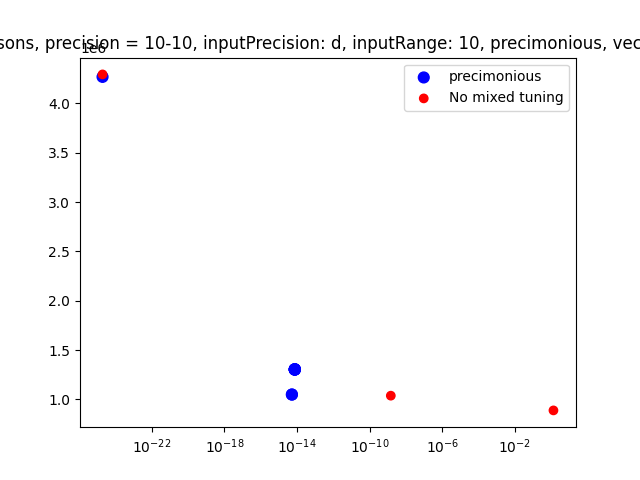 sons, precision = 10-10, inputPrecision: d, inputRange: 10, precimonious, vec
1e6
precimonious
No mixed tuning
4.0
3.5
3.0
2.5
2.0
1.5
1.0
10⁻²² 10⁻¹⁸ 10⁻¹⁴ 10⁻¹⁰ 10⁻⁶ 10⁻²